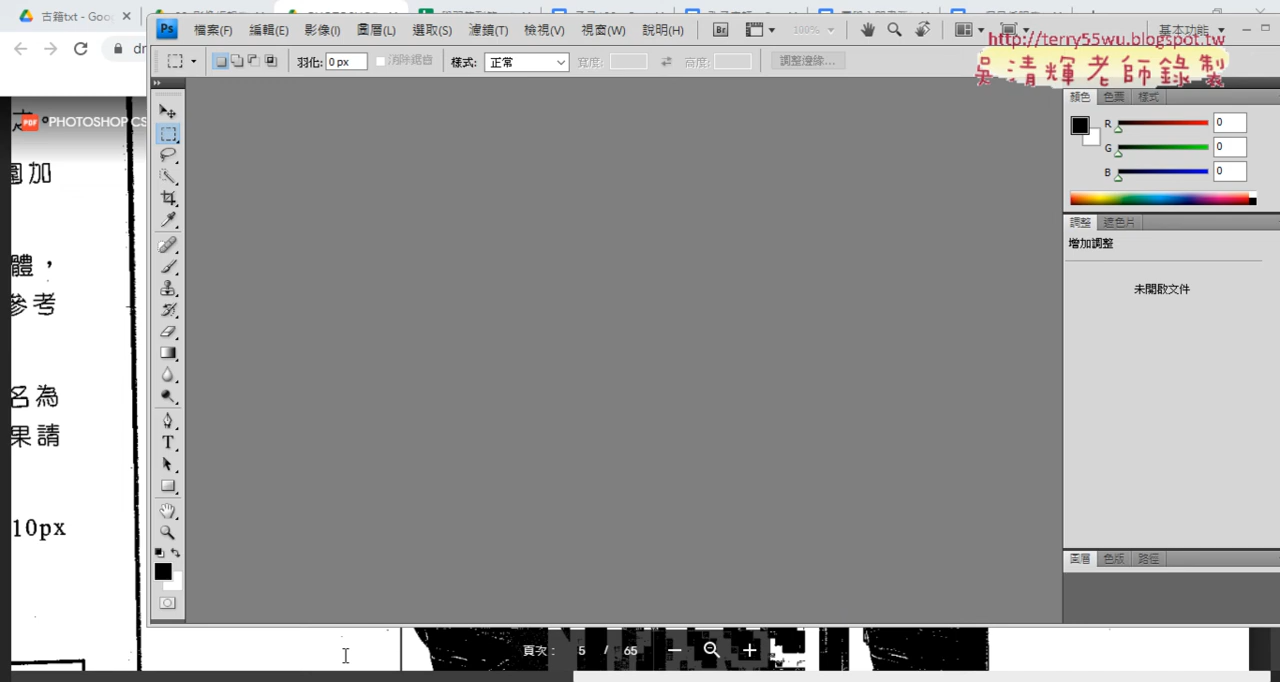 古籍txt - Goo
http://terry55wu.blogspot.tw
吳清輝老師錄製
Ps 檔案(F) 編輯(E) 影像(I) 圖層(L) 選取(S) 濾鏡(T) 檢視(V) 視窗(W) 說明(H) Br 100% 基本功能
羽化: 0 px 消除鋸齒 樣式: 正常 寬度: 高度: 調整邊緣...
顏色 色票 樣式
R 0
G 0
B 0
調整 遮色片
增加調整
未開啟文件
圖層 色版 路徑
PDF PHOTOSHOP CS
圖加
體，
參考
名為
果請
10px
頁次： 5 / 65